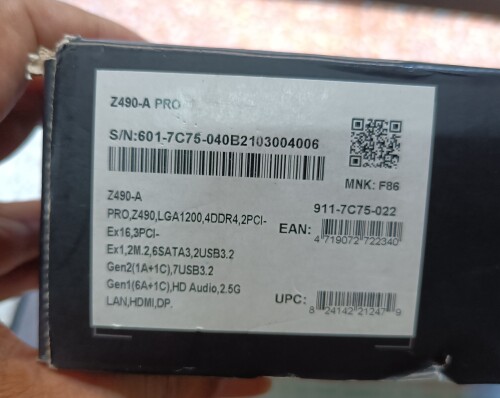 Z490-A PRO
S/N:601-7C75-040B2103004006
MNK: F86
Z490-A
PRO,Z490,LGA1200,4DDR4,2PCI-
Ex16,3PCI-
Ex1,2M.2,6SATA3,2USB3.2
Gen2(1A+1C),7USB3.2
Gen1(6A+1C),HD Audio,2.5G
LAN,HDMI,DP.
911-7C75-022
EAN:
4 719072 722340
UPC:
8 24142 21247 9